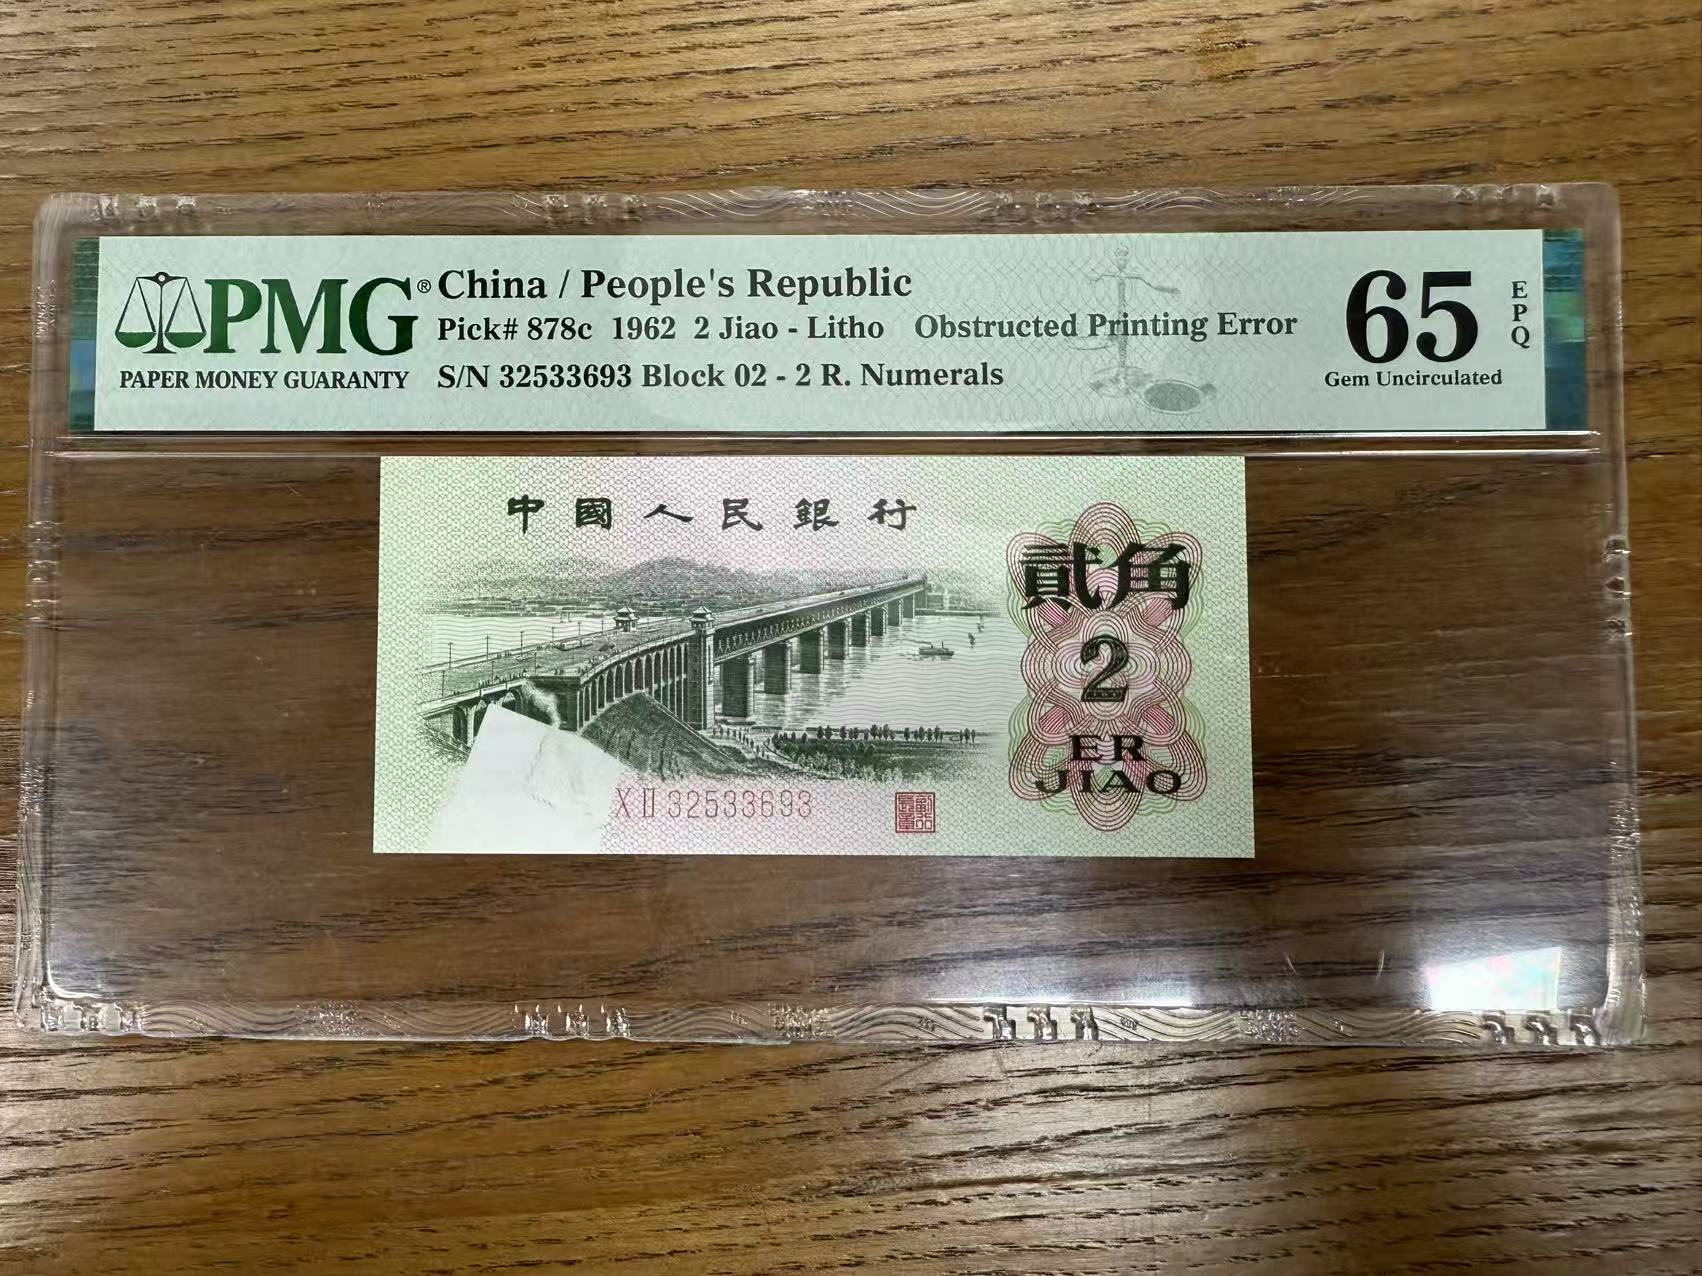 PMG®
PAPER MONEY GUARANTY
China / People's Republic
Pick# 878c 1962 2 Jiao - Litho Obstructed Printing Error
S/N 32533693 Block 02 - 2 R. Numerals
65
EPQ
Gem Uncirculated
中國人民銀行
貳角
2
ER
JIAO
XII 32533693